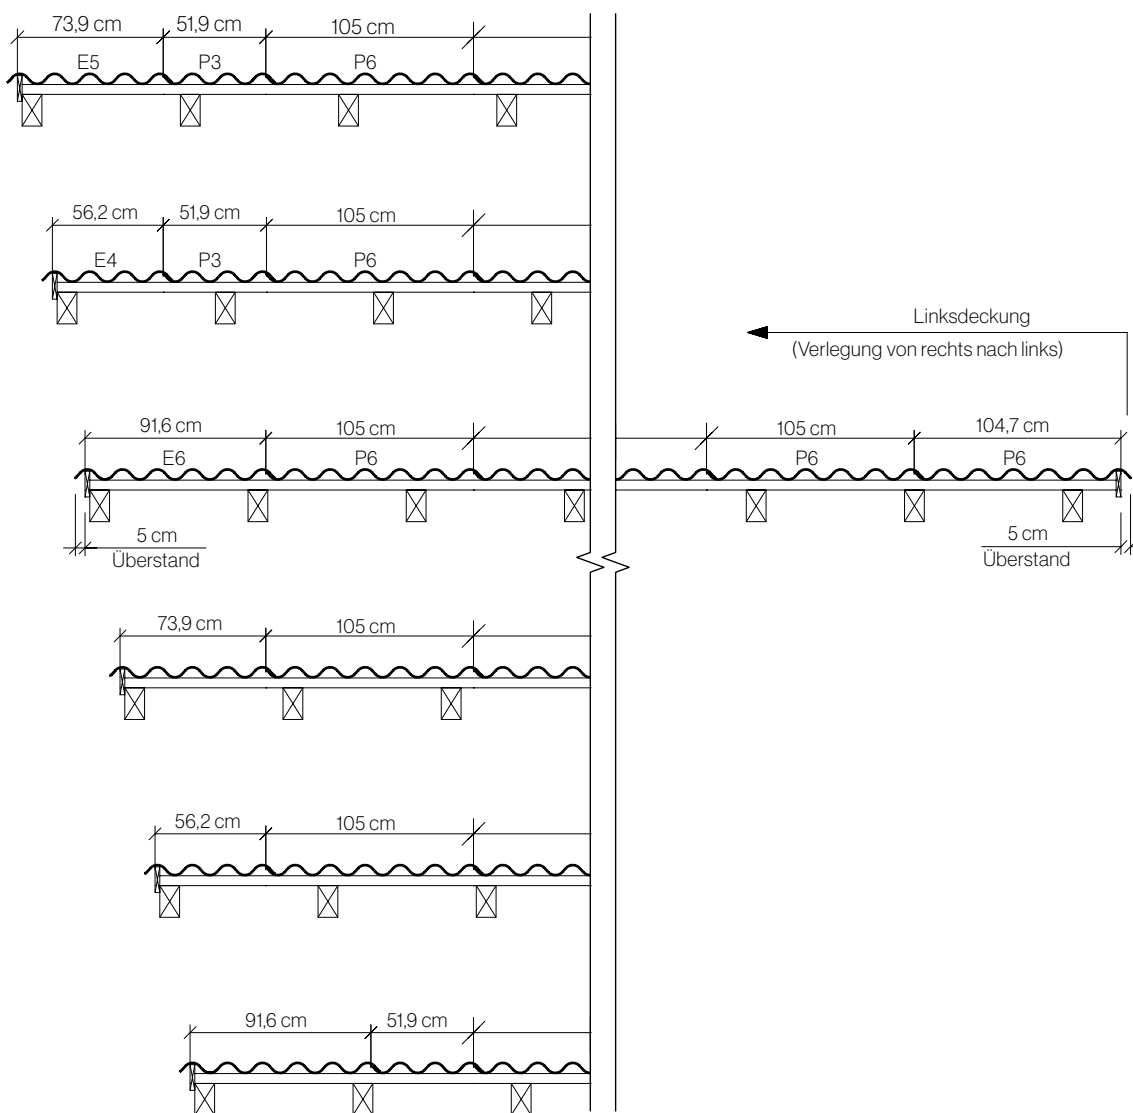 73,9 cm 51,9 cm 105 cm
E5 P3 P6
56,2 cm 51,9 cm 105 cm
E4 P3 P6
Linksdeckung
(Verlegung von rechts nach links)
91,6 cm 105 cm 105 cm 104,7 cm
E6 P6 P6 P6
5 cm 5 cm
Überstand Überstand
73,9 cm 105 cm
56,2 cm 105 cm
91,6 cm 51,9 cm